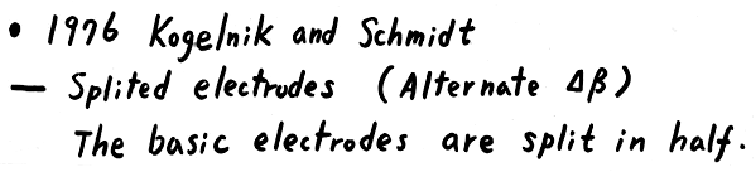 • 1976 Kogelnik and Schmidt
— Splited electrodes (Alternate Δβ)
The basic electrodes are split in half.